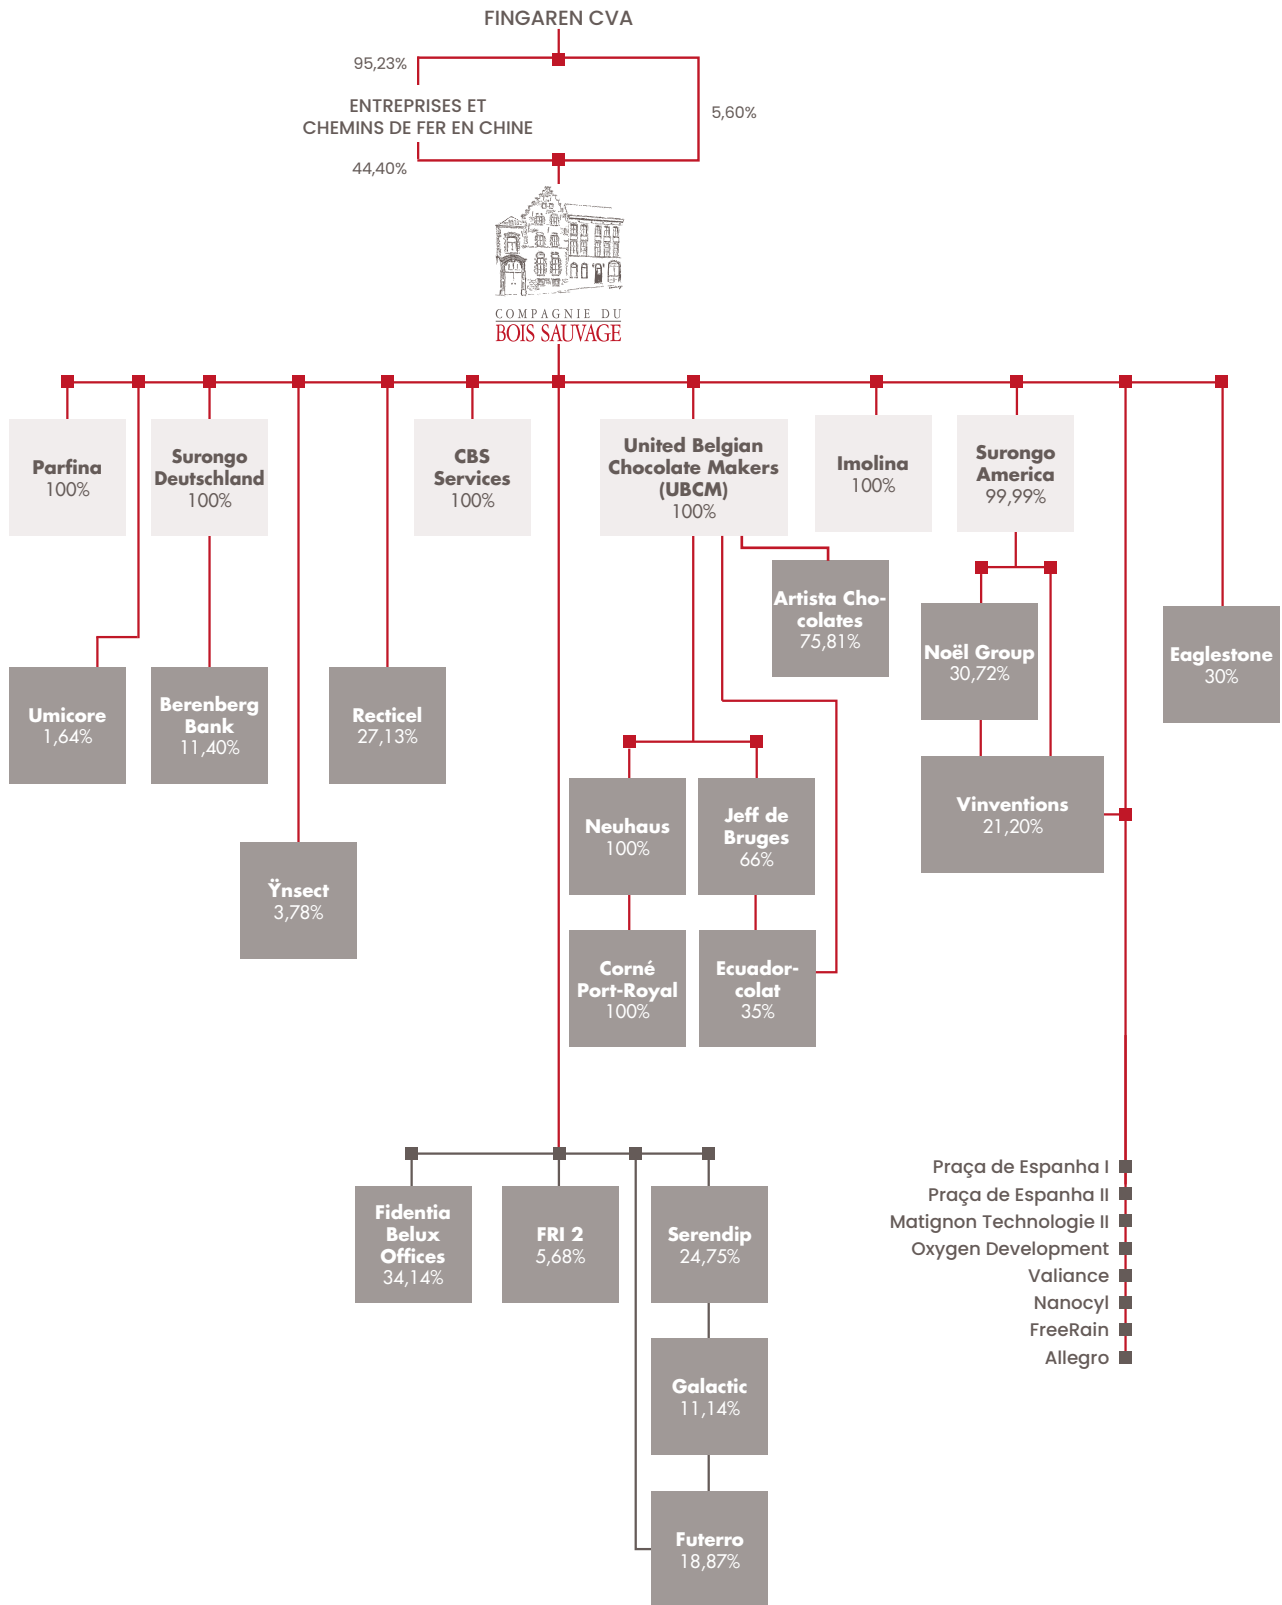 FINGAREN CVA
95,23%
ENTREPRISES ET
CHEMINS DE FER EN CHINE
5,60%
44,40%
COMPAGNIE DU
BOIS SAUVAGE
Parfina
100%
Surongo
Deutschland
100%
CBS
Services
100%
United Belgian
Chocolate Makers
(UBCM)
100%
Imolina
100%
Surongo
America
99,99%
Artista Cho-
colates
75,81%
Noël Group
30,72%
Eaglestone
30%
Umicore
1,64%
Berenberg
Bank
11,40%
Recticel
27,13%
Neuhaus
100%
Jeff de
Bruges
66%
Vinventions
21,20%
Ÿnsect
3,78%
Corné
Port-Royal
100%
Ecuador-
colat
35%
Fidentia
Belux
Offices
34,14%
FRI 2
5,68%
Serendip
24,75%
Galactic
11,14%
Futerro
18,87%
Praça de Espanha I
Praça de Espanha II
Matignon Technologie II
Oxygen Development
Valiance
Nanocyl
FreeRain
Allegro